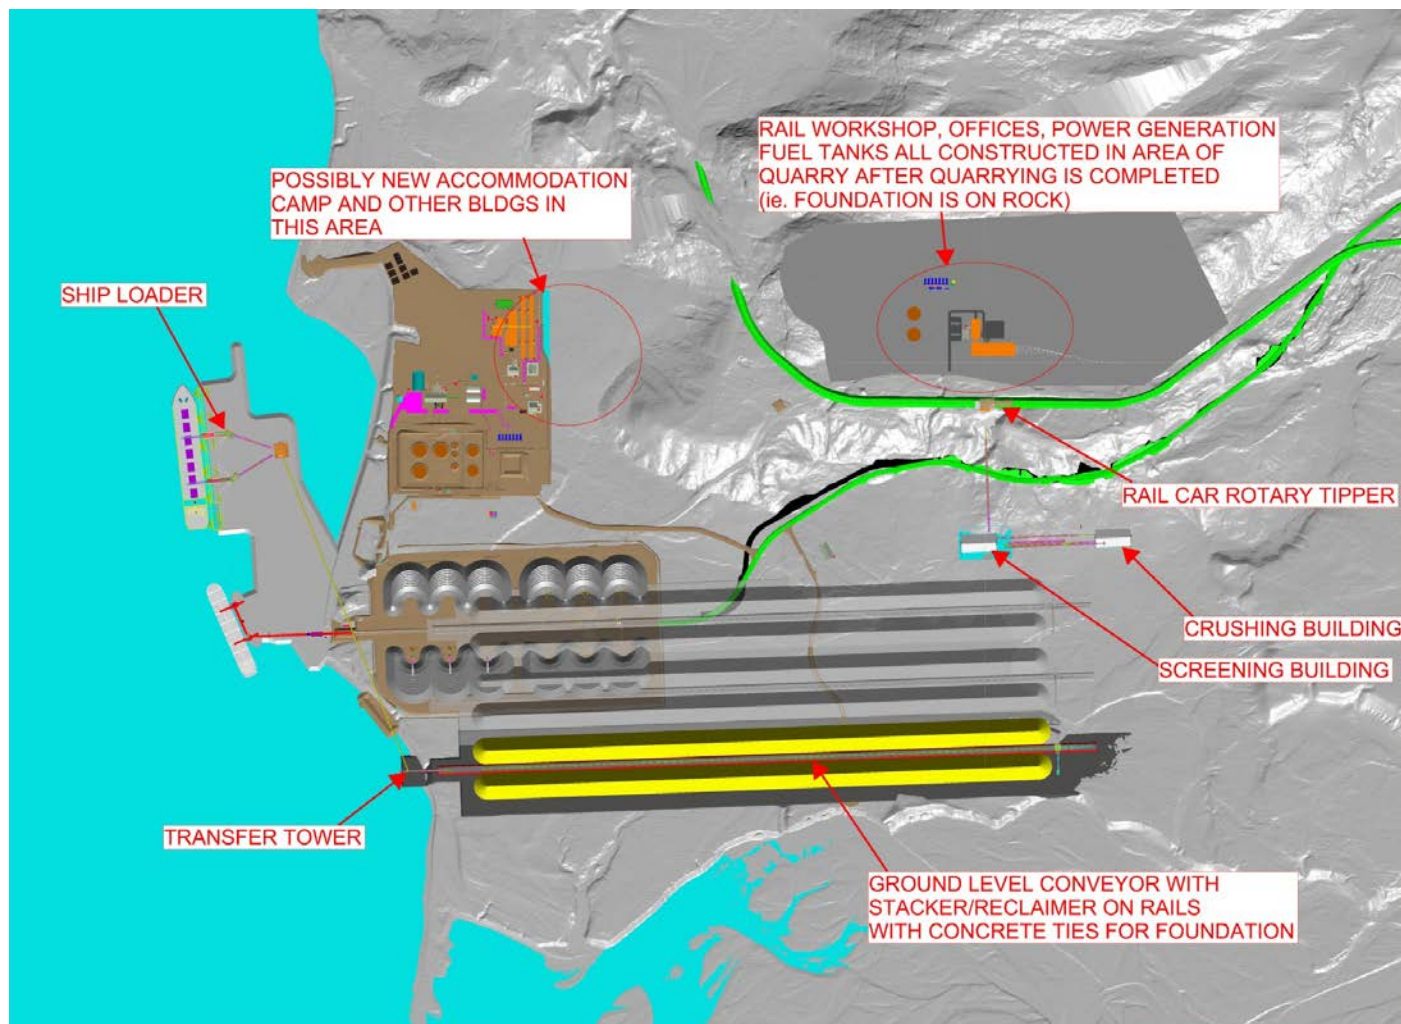 RAIL WORKSHOP, OFFICES, POWER GENERATION
FUEL TANKS ALL CONSTRUCTED IN AREA OF
QUARRY AFTER QUARRYING IS COMPLETED
(ie. FOUNDATION IS ON ROCK)
POSSIBLY NEW ACCOMMODATION
CAMP AND OTHER BLDGS IN
THIS AREA
SHIP LOADER
RAIL CAR ROTARY TIPPER
CRUSHING BUILDING
SCREENING BUILDING
TRANSFER TOWER
GROUND LEVEL CONVEYOR WITH
STACKER/RECLAIMER ON RAILS
WITH CONCRETE TIES FOR FOUNDATION